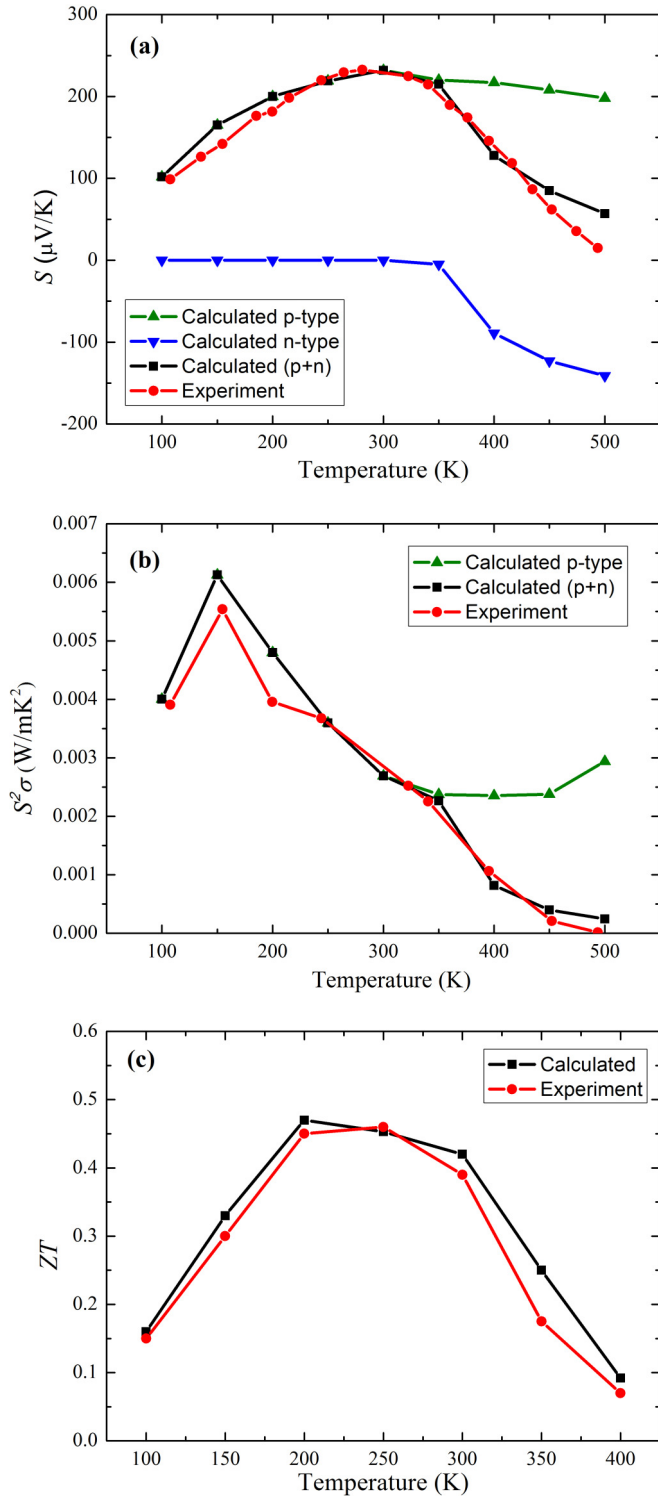 (a)
300
200
100
0
-100
-200
S (μV/K)
Calculated p-type
Calculated n-type
Calculated (p+n)
Experiment
100 200 300 400 500
Temperature (K)
(b)
0.007
0.006
0.005
0.004
0.003
0.002
0.001
0.000
S²σ (W/mK²)
Calculated p-type
Calculated (p+n)
Experiment
100 200 300 400 500
Temperature (K)
(c)
0.6
0.5
0.4
0.3
0.2
0.1
0.0
ZT
Calculated
Experiment
100 150 200 250 300 350 400
Temperature (K)